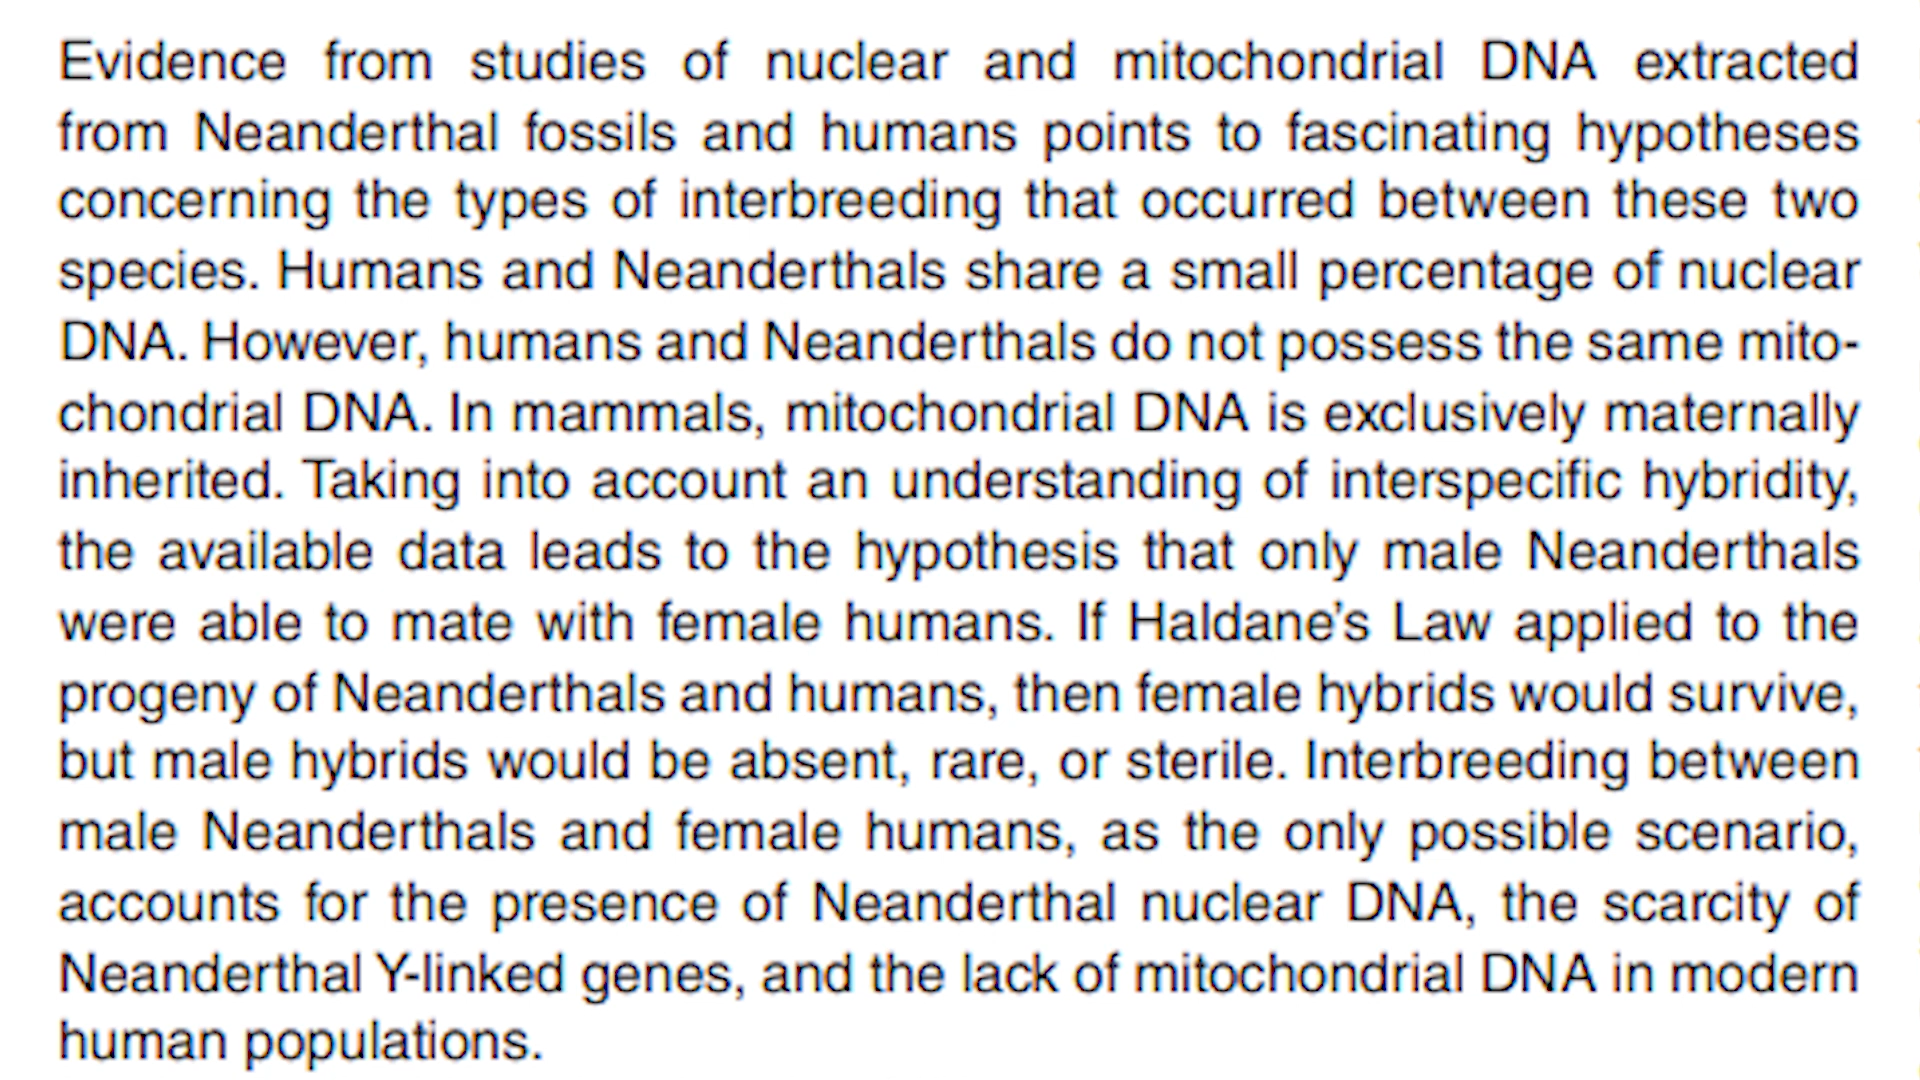 Evidence from studies of nuclear and mitochondrial DNA extracted
from Neanderthal fossils and humans points to fascinating hypotheses
concerning the types of interbreeding that occurred between these two
species. Humans and Neanderthals share a small percentage of nuclear
DNA. However, humans and Neanderthals do not possess the same mito-
chondrial DNA. In mammals, mitochondrial DNA is exclusively maternally
inherited. Taking into account an understanding of interspecific hybridity,
the available data leads to the hypothesis that only male Neanderthals
were able to mate with female humans. If Haldane’s Law applied to the
progeny of Neanderthals and humans, then female hybrids would survive,
but male hybrids would be absent, rare, or sterile. Interbreeding between
male Neanderthals and female humans, as the only possible scenario,
accounts for the presence of Neanderthal nuclear DNA, the scarcity of
Neanderthal Y-linked genes, and the lack of mitochondrial DNA in modern
human populations.